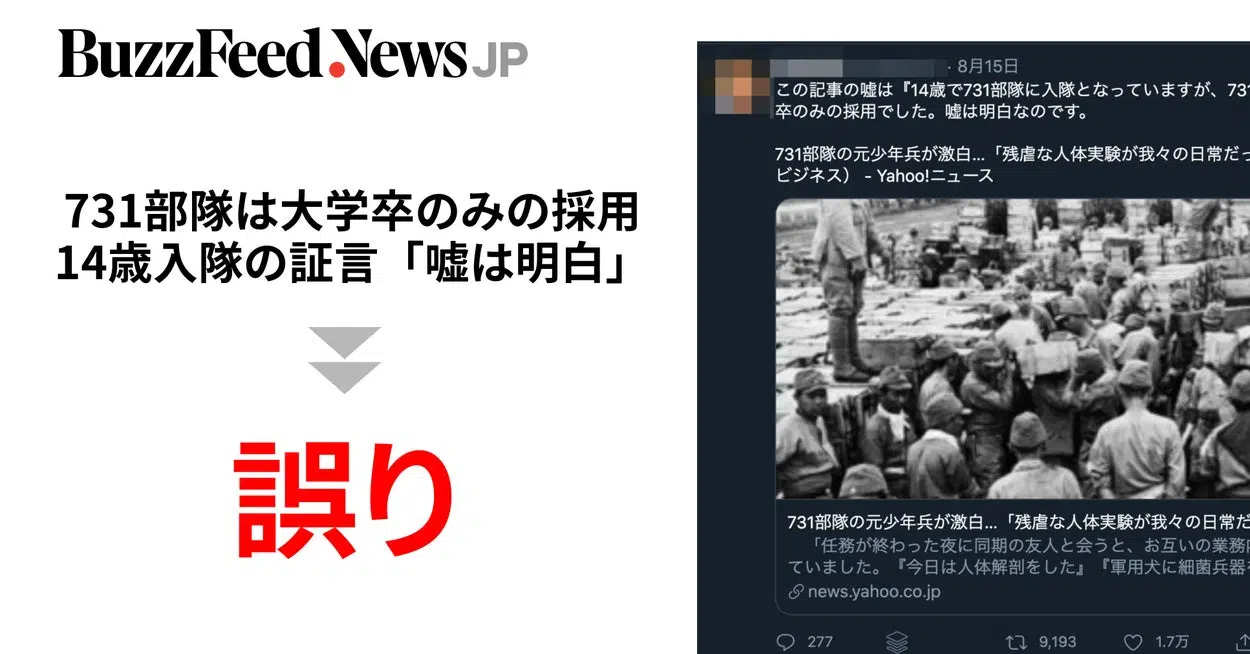 BuzzFeed News JP
731部隊は大学卒のみの採用
14歳入隊の証言「嘘は明白」
誤り
· 8月15日
この記事の嘘は『14歳で731部隊に入隊となっていますが、731
卒のみの採用でした。嘘は明白なのです。
731部隊の元少年兵が激白...「残虐な人体実験が我々の日常だっ
ビジネス） - Yahoo!ニュース
731部隊の元少年兵が激白...「残虐な人体実験が我々の日常だ
「任務が終わった夜に同期の友人と会うと、お互いの業務
ていました。『今日は人体解剖をした』『軍用犬に細菌兵器
news.yahoo.co.jp
277
9,193
1.7万